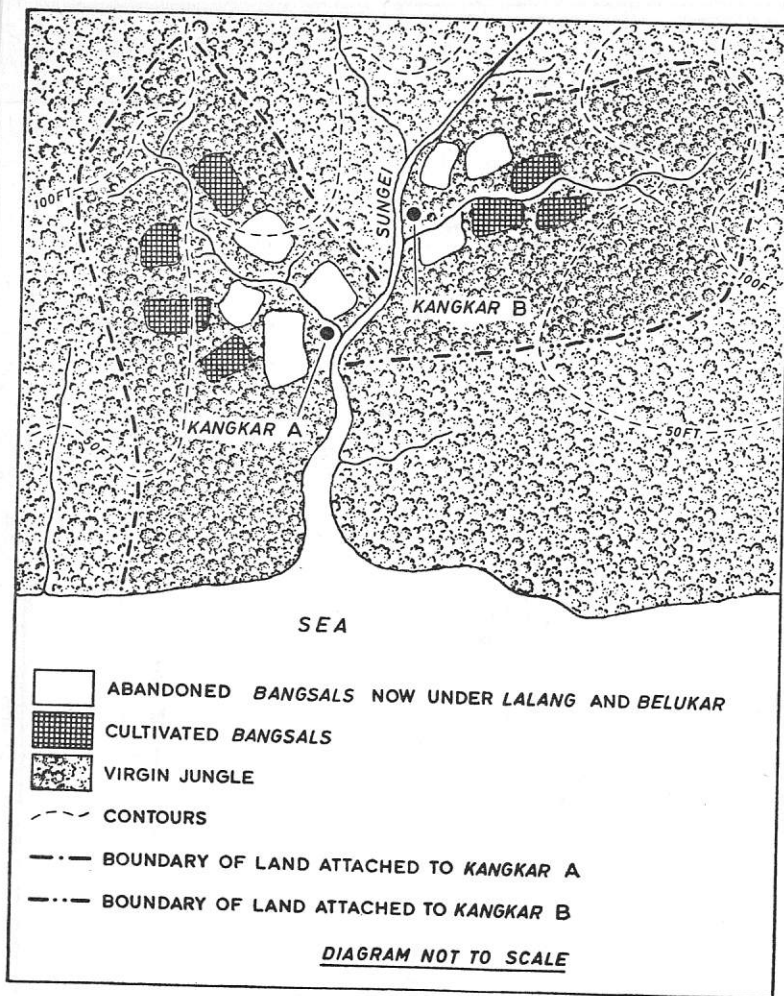 100FT
SUNGEI
KANGKAR B
100FT
KANGKAR A
50FT
50FT
SEA
ABANDONED BANGSALS NOW UNDER LALANG AND BELUKAR
CULTIVATED BANGSALS
VIRGIN JUNGLE
CONTOURS
BOUNDARY OF LAND ATTACHED TO KANGKAR A
BOUNDARY OF LAND ATTACHED TO KANGKAR B
DIAGRAM NOT TO SCALE